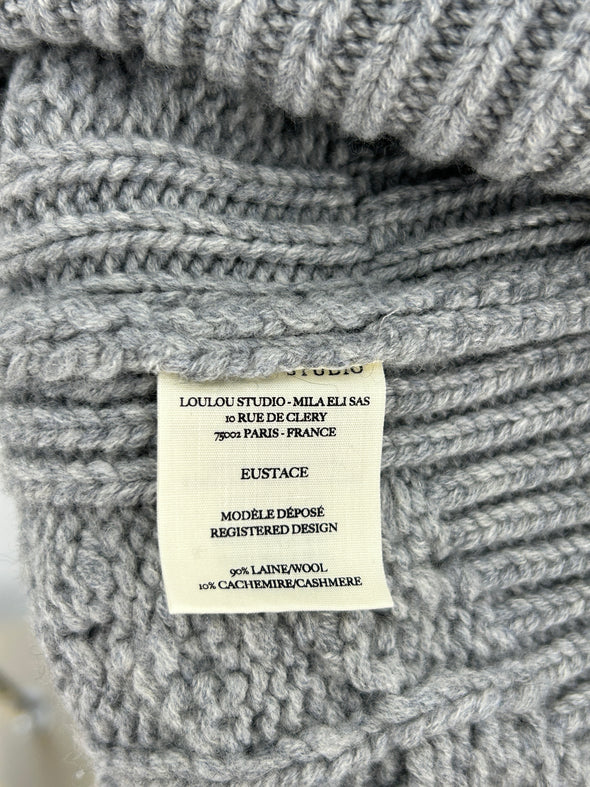 STUDIO
LOULOU STUDIO - MILA ELI SAS
10 RUE DE CLERY
75002 PARIS - FRANCE
EUSTACE
MODÈLE DÉPOSÉ
REGISTERED DESIGN
90% LAINE/WOOL
10% CACHEMIRE/CASHMERE